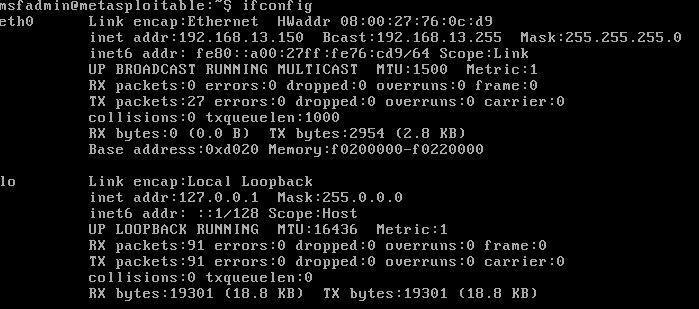 msfadmin@metasploitable:~$ ifconfig
eth0 Link encap:Ethernet HWaddr 08:00:27:76:0c:d9
inet addr:192.168.13.150 Bcast:192.168.13.255 Mask:255.255.255.0
inet6 addr: fe80::a00:27ff:fe76:cd9/64 Scope:Link
UP BROADCAST RUNNING MULTICAST MTU:1500 Metric:1
RX packets:0 errors:0 dropped:0 overruns:0 frame:0
TX packets:27 errors:0 dropped:0 overruns:0 carrier:0
collisions:0 txqueuelen:1000
RX bytes:0 (0.0 B) TX bytes:2954 (2.8 KB)
Base address:0xd020 Memory:f0200000-f0220000
lo Link encap:Local Loopback
inet addr:127.0.0.1 Mask:255.0.0.0
inet6 addr: ::1/128 Scope:Host
UP LOOPBACK RUNNING MTU:16436 Metric:1
RX packets:91 errors:0 dropped:0 overruns:0 frame:0
TX packets:91 errors:0 dropped:0 overruns:0 carrier:0
collisions:0 txqueuelen:0
RX bytes:19301 (18.8 KB) TX bytes:19301 (18.8 KB)